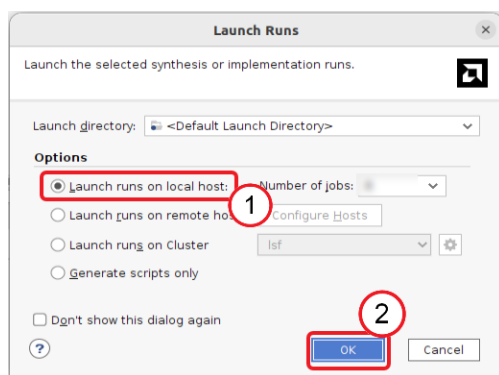 Launch Runs
Launch the selected synthesis or implementation runs.
Launch directory: <Default Launch Directory>
Options
Launch runs on local host: Number of jobs:
1
Launch runs on remote Configure Hosts
Launch runs on Cluster lsf
Generate scripts only
Don't show this dialog again
2
? OK Cancel